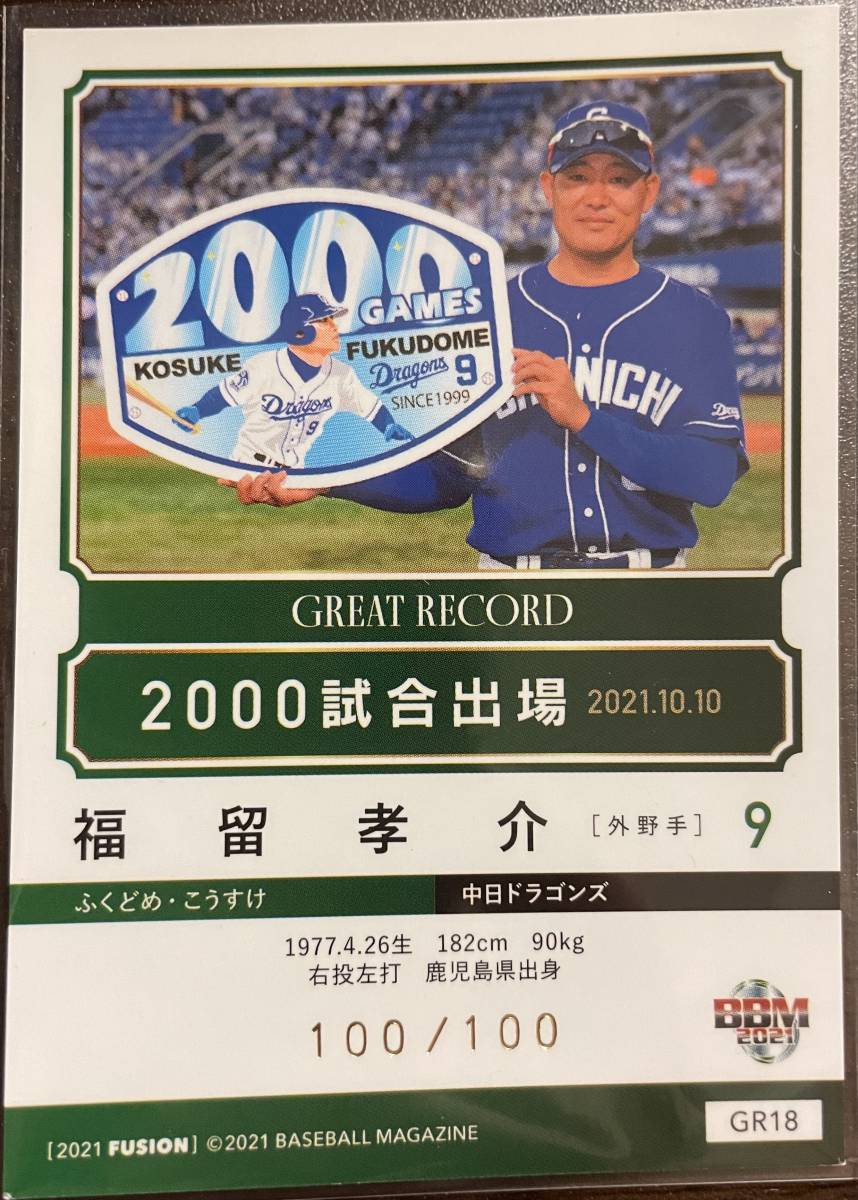 2000
GAMES
KOSUKE FUKUDOME
Dragons 9
SINCE1999
Dragons
9
NICHI
GREAT RECORD
2000試合出場 2021.10.10
福留孝介 [外野手] 9
ふくどめ・こうすけ 中日ドラゴンズ
1977.4.26生 182cm 90kg
右投左打 鹿児島県出身
100/100
BBM
2021
GR18
[2021 FUSION] ©2021 BASEBALL MAGAZINE